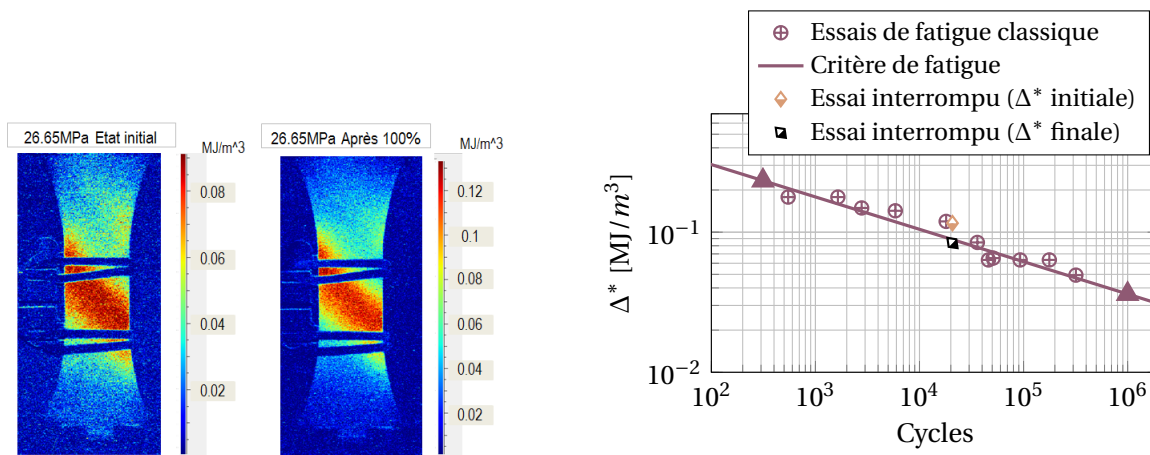 26.65MPa Etat initial
MJ/m^3
0.08
0.06
0.04
0.02
26.65MPa Après 100%
MJ/m^3
0.12
0.1
0.08
0.06
0.04
0.02
Essais de fatigue classique
Critère de fatigue
Essai interrompu (Δ* initiale)
Essai interrompu (Δ* finale)
Δ* [MJ/m³]
10⁻¹
10⁻²
10² 10³ 10⁴ 10⁵ 10⁶
Cycles